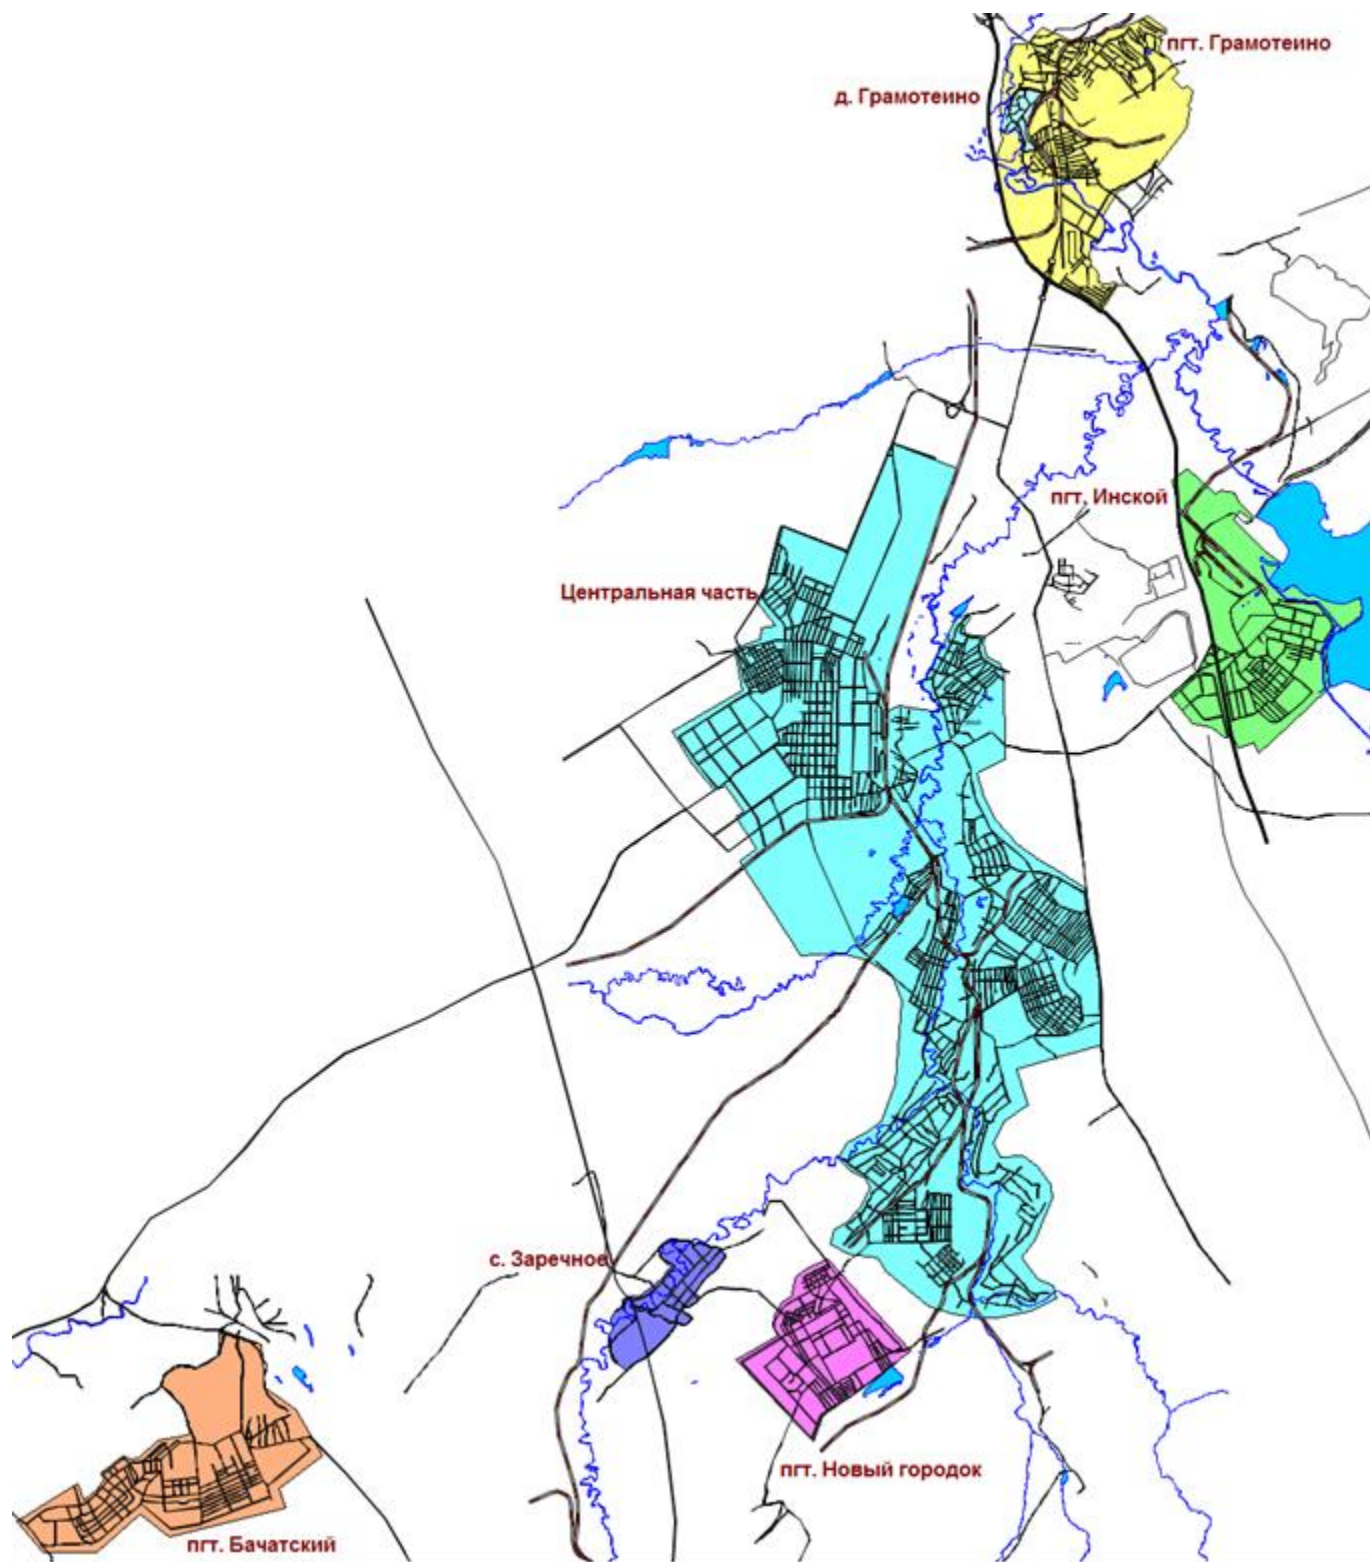 пгт. Грамотеино
д. Грамотеино
пгт. Инской
Центральная часть
с. Заречное
пгт. Новый городок
пгт. Бачатский